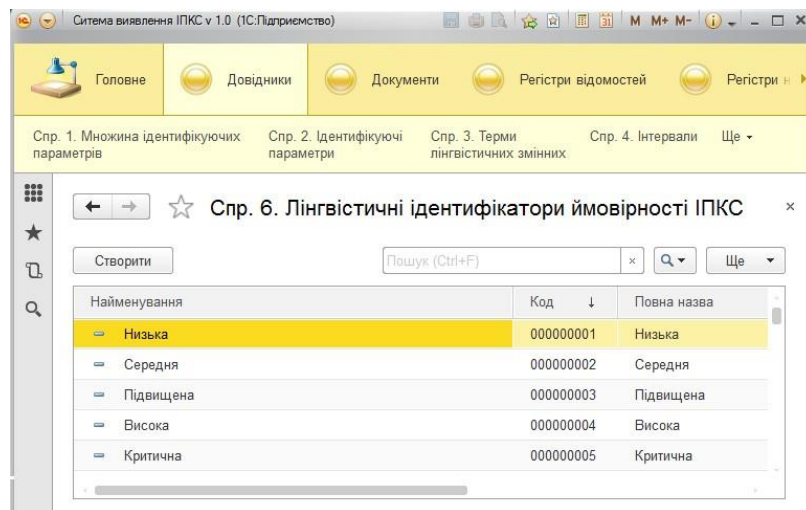 Ситема виявлення ІПКС v 1.0 (1С:Підприємство)
M M+ M-
Головне Довідники Документи Регістри відомостей Регістри н
Спр. 1. Множина ідентифікуючих параметрів Спр. 2. Ідентифікуючі параметри Спр. 3. Терми лінгвістичних змінних Спр. 4. Інтервали Ще
Спр. 6. Лінгвістичні ідентифікатори ймовірності ІПКС
Створити Пошук (Ctrl+F) Ще
Найменування Код Повна назва
Низька 000000001 Низька
Середня 000000002 Середня
Підвищена 000000003 Підвищена
Висока 000000004 Висока
Критична 000000005 Критична